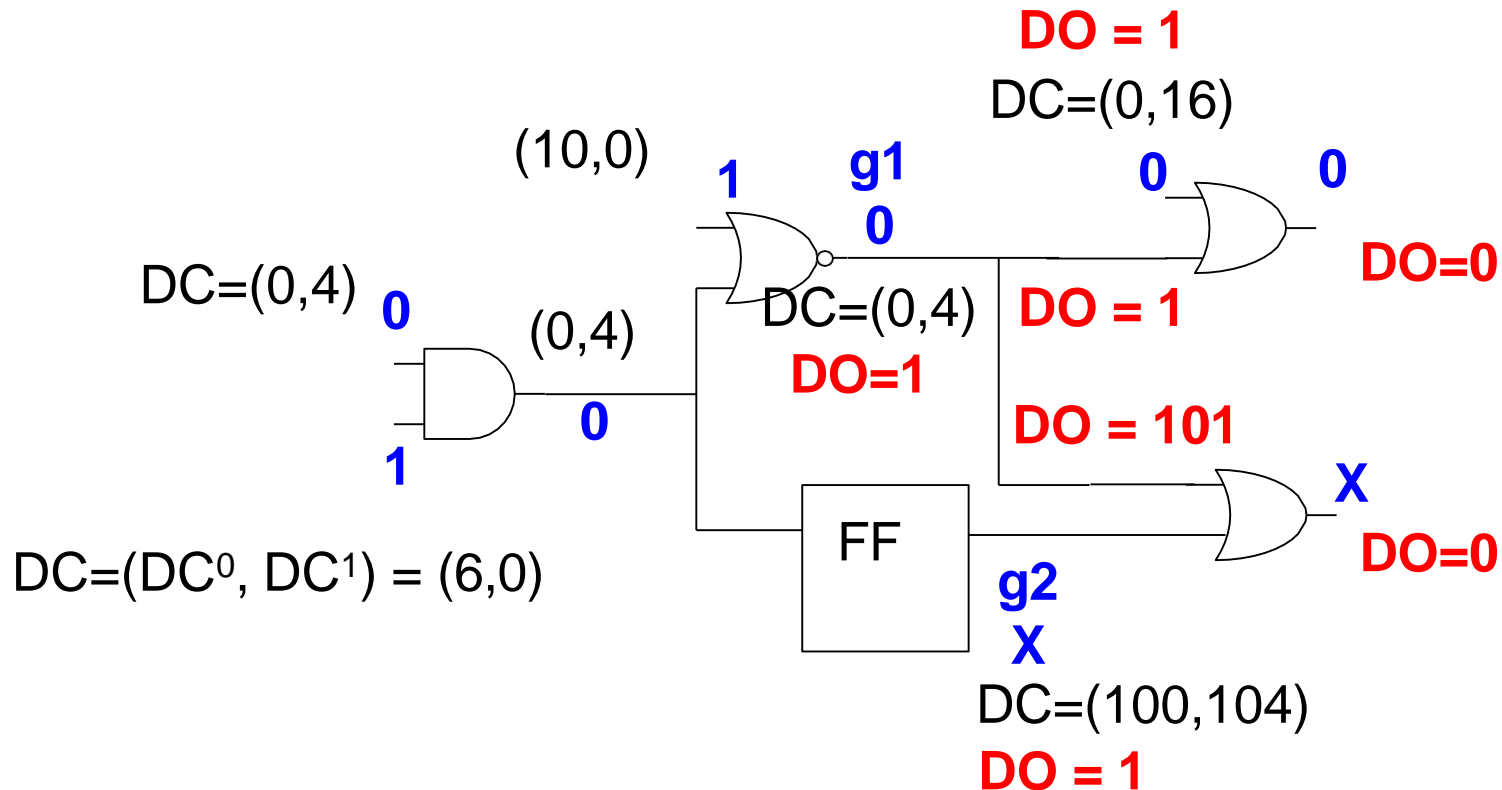 DO = 1
DC=(0,16)
(10,0)
1
g1
0
0
0
DO=0
DC=(0,4)
0
(0,4)
DC=(0,4)
DO = 1
DO=1
0
1
DO = 101
X
DO=0
FF
DC=(DC⁰, DC¹) = (6,0)
g2
X
DC=(100,104)
DO = 1